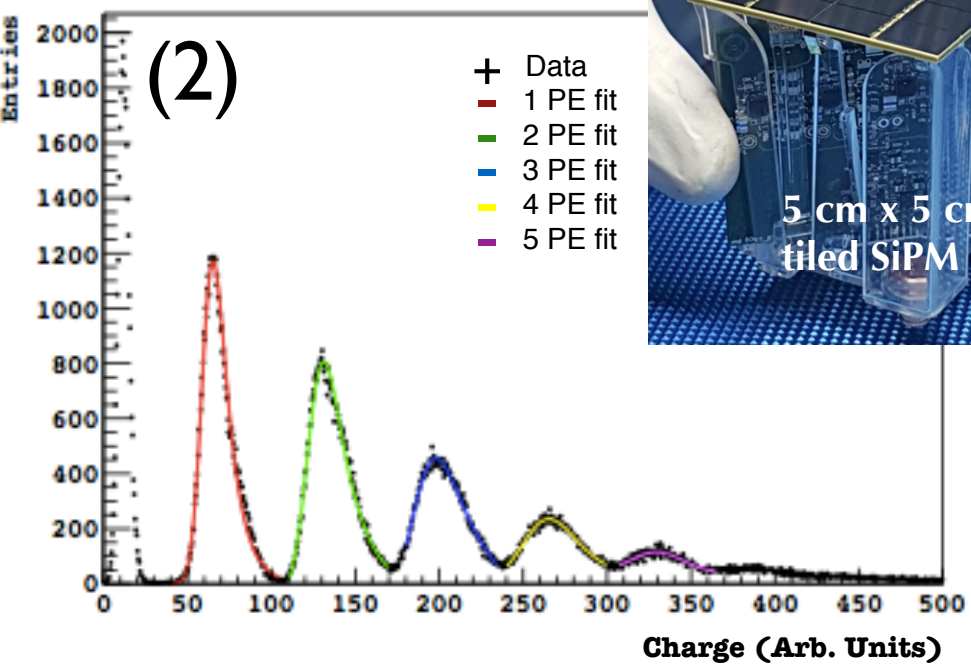 Entries
2000
1800
1600
1400
1200
1000
800
600
400
200
0
(2)
Data
1 PE fit
2 PE fit
3 PE fit
4 PE fit
5 PE fit
5 cm x 5
tiled SiPM
0 50 100 150 200 250 300 350 400 450 500
Charge (Arb. Units)